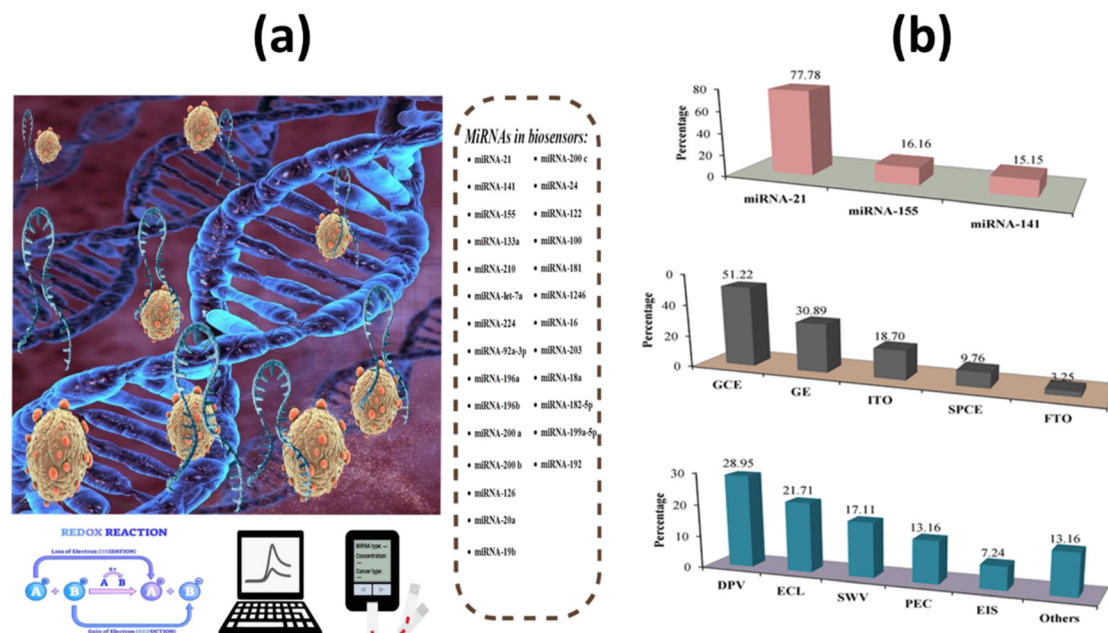 (a)
MiRNAs in biosensors:
• miRNA-21
• miRNA-141
• miRNA-155
• miRNA-133a
• miRNA-210
• miRNA-let-7a
• miRNA-224
• miRNA-92a-3p
• miRNA-196a
• miRNA-196b
• miRNA-200 a
• miRNA-200 b
• miRNA-126
• miRNA-20a
• miRNA-19b
• miRNA-200 c
• miRNA-24
• miRNA-122
• miRNA-100
• miRNA-181
• miRNA-1246
• miRNA-16
• miRNA-203
• miRNA-18a
• miRNA-182-5p
• miRNA-199a-5p
• miRNA-192
REDOX REACTION
Loss of Electron (OXIDATION)
e-
A B
A + B A + B
Gain of Electron (REDUCTION)
MiRNA type: ---
Concentration:
---
Cancer type:
---
(b)
Percentage
80
60
40
20
0
77.78
16.16
15.15
miRNA-21
miRNA-155
miRNA-141
Percentage
0
40
20
0
51.22
30.89
18.70
9.76
3.25
GCE
GE
ITO
SPCE
FTO
Percentage
30
20
10
0
28.95
21.71
17.11
13.16
7.24
13.16
DPV
ECL
SWV
PEC
EIS
Others